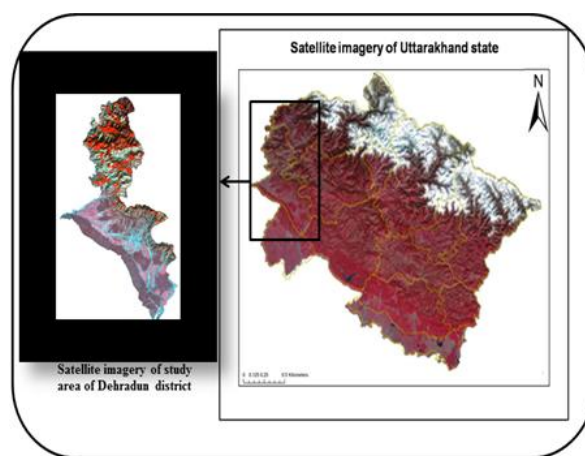 Satellite imagery of Uttarakhand state
N
Satellite imagery of study
area of Dehradun district